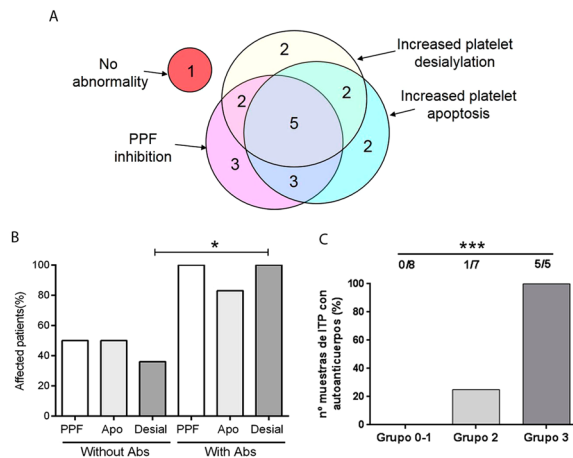 A
No abnormality
1
2
Increased platelet desialylation
2
2
Increased platelet apoptosis
5
PPF inhibition
3
3
2
B
*
100
80
60
40
20
0
Affected patients(%)
PPF Apo Desial PPF Apo Desial
Without Abs With Abs
C
***
0/8 1/7 5/5
100
80
60
40
20
0
nº muestras de ITP con autoanticuerpos (%)
Grupo 0-1 Grupo 2 Grupo 3